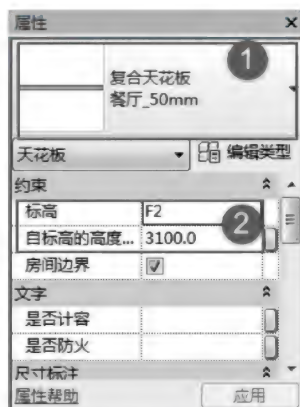 属性
1
复合天花板
餐厅_50mm
天花板
编辑类型
约束
标高 F2
2
自标高的高度... 3100.0
房间边界
文字
是否计容
是否防火
尺寸标注
属性帮助
应用